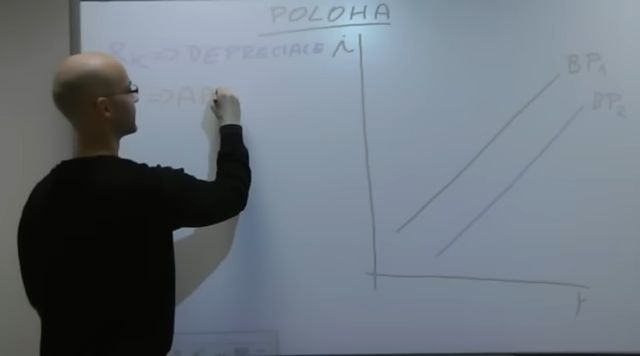 POLOHA
=> DEPRECIACE
=> AP
i
BP1
BP2
Y